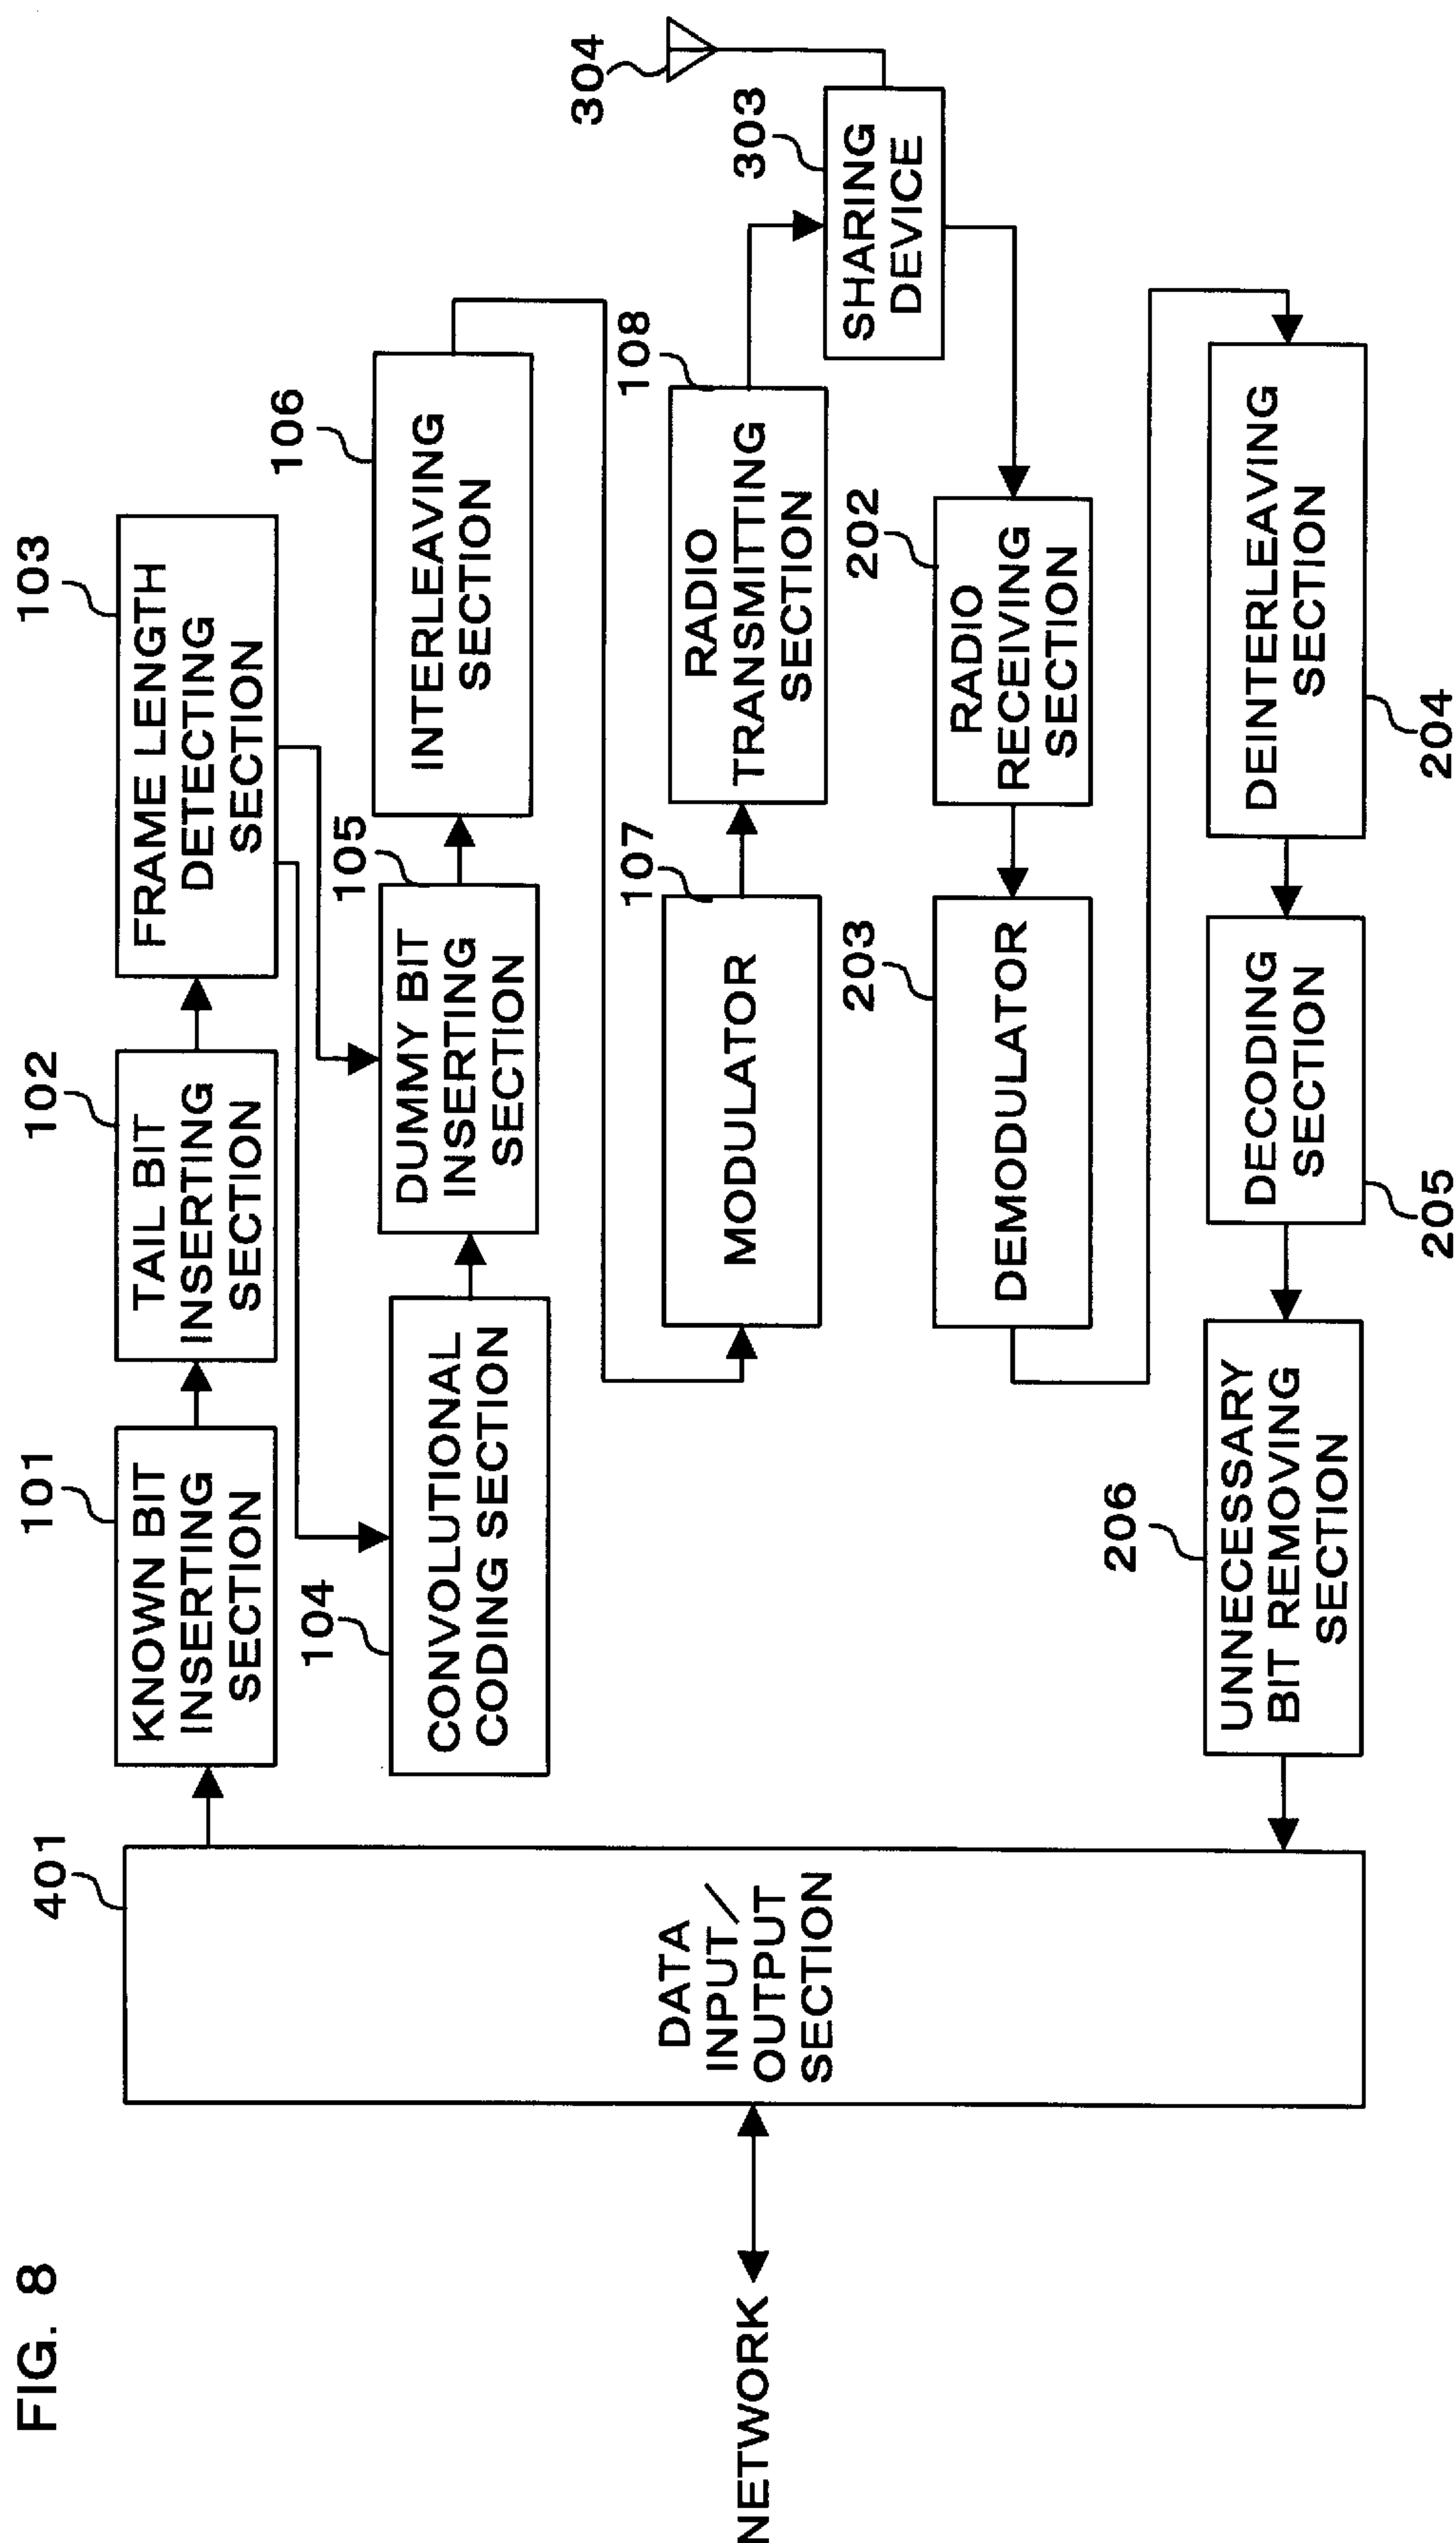 FIG. 8
NETWORK
401
DATA
INPUT/
OUTPUT
SECTION
101
KNOWN BIT
INSERTING
SECTION
102
TAIL BIT
INSERTING
SECTION
103
FRAME LENGTH
DETECTING
SECTION
104
CONVOLUTIONAL
CODING SECTION
105
DUMMY BIT
INSERTING
SECTION
106
INTERLEAVING
SECTION
107
MODULATOR
108
RADIO
TRANSMITTING
SECTION
303
SHARING
DEVICE
304
202
RADIO
RECEIVING
SECTION
203
DEMODULATOR
DEINTERLEAVING
SECTION
204
DECODING
SECTION
205
206
UNNECESSARY
BIT REMOVING
SECTION